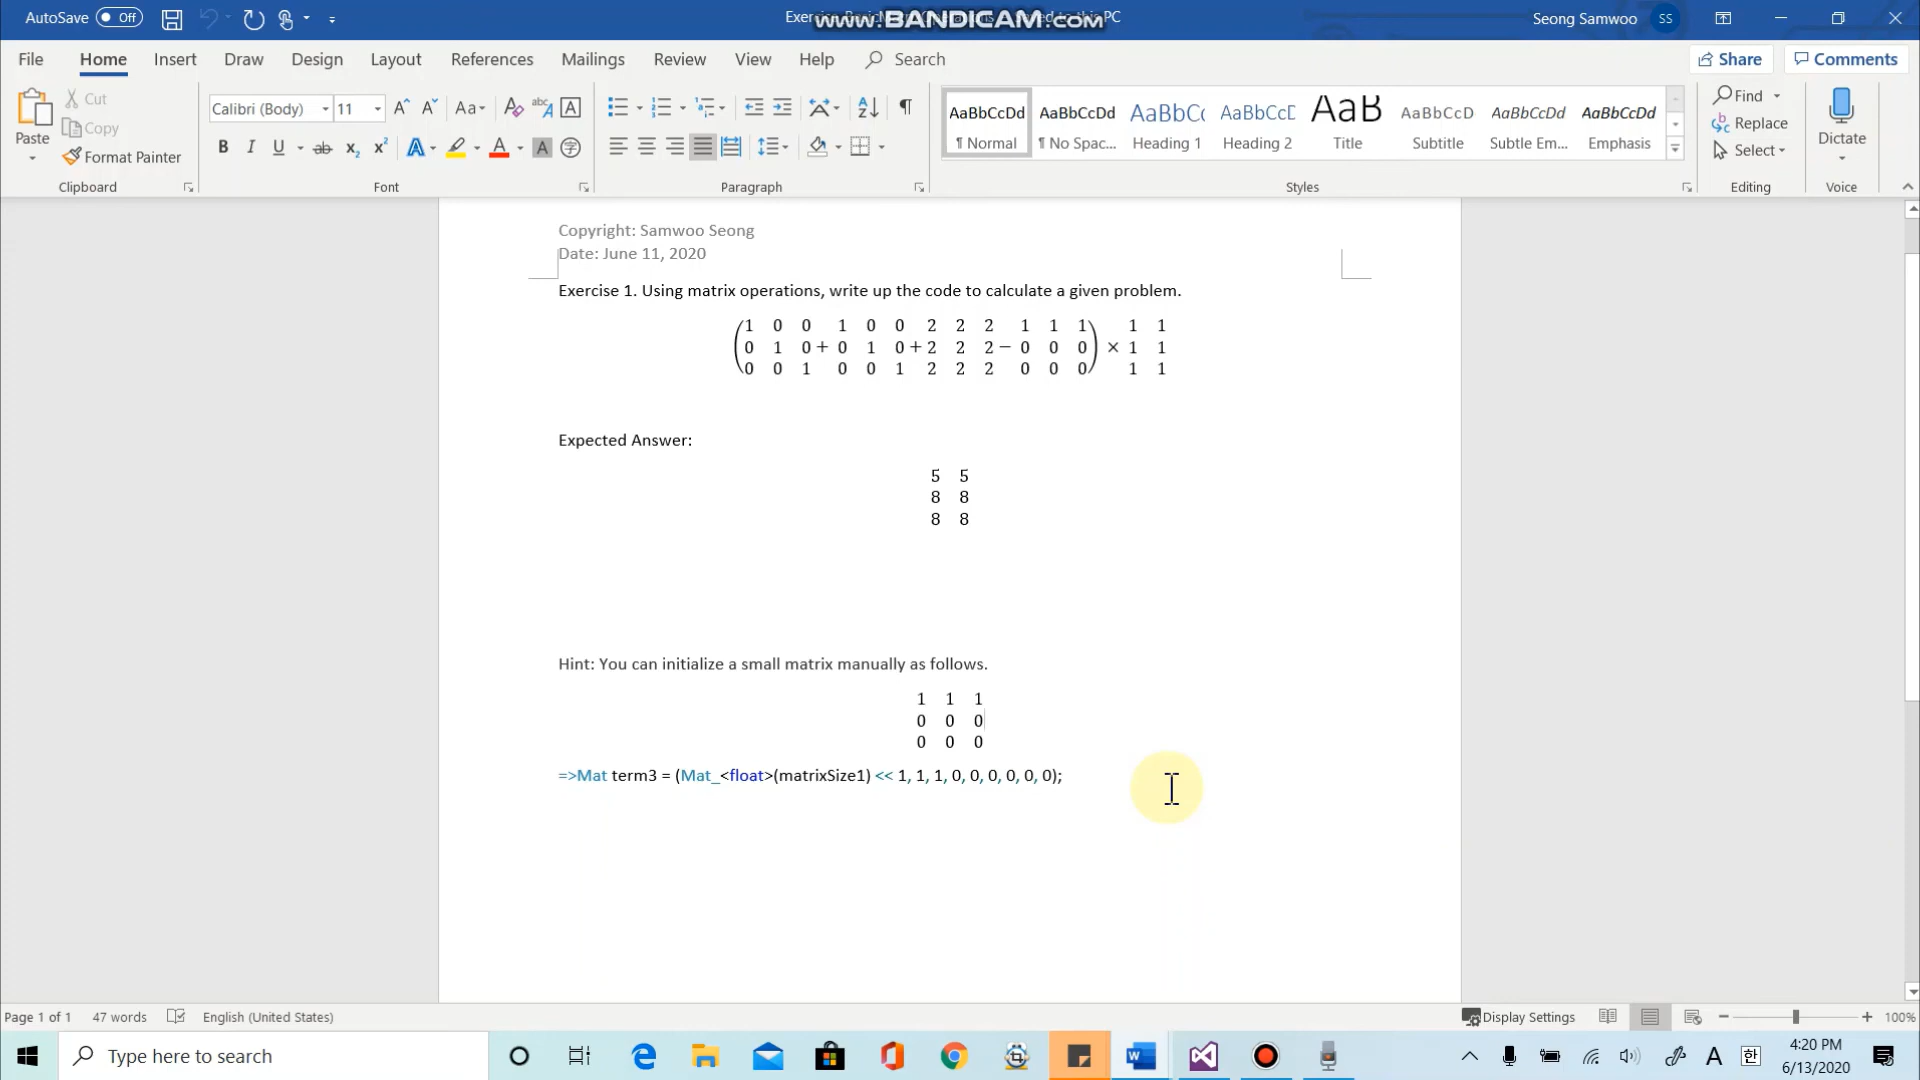 AutoSave Off
www.BANDICAM.com
PC
Seong Samwoo SS
File Home Insert Draw Design Layout References Mailings Review View Help Search Share Comments
Paste
Cut
Copy
Format Painter
Clipboard
Calibri (Body) 11
Font
Paragraph
AaBbCcDd AaBbCcDd AaBbC AaBbCcC AaB AaBbCcD AaBbCcDd AaBbCcDd
¶ Normal ¶ No Spac... Heading 1 Heading 2 Title Subtitle Subtle Em... Emphasis
Styles
Find
Replace
Select
Editing
Dictate
Voice
Copyright: Samwoo Seong
Date: June 11, 2020
Exercise 1. Using matrix operations, write up the code to calculate a given problem.
(1 0 0 1 0 0 2 2 2 1 1 1) 1 1
0 1 0 + 0 1 0 + 2 2 2 − 0 0 0 × 1 1
0 0 1 0 0 1 2 2 2 0 0 0 1 1
Expected Answer:
5 5
8 8
8 8
Hint: You can initialize a small matrix manually as follows.
1 1 1
0 0 0
0 0 0
=>Mat term3 = (Mat_<float>(matrixSize1) << 1, 1, 1, 0, 0, 0, 0, 0, 0);
Page 1 of 1 47 words English (United States) Display Settings 100%
Type here to search
A 한
4:20 PM
6/13/2020